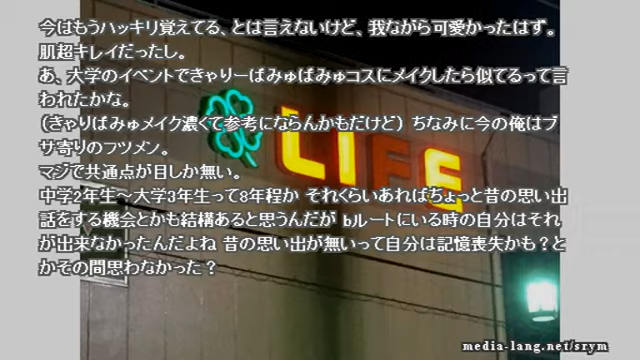 今はもうハッキリ覚えてる、とは言えないけど、我ながら可愛かったはず。
肌超キレイだったし。
あ、大学のイベントできゃりーぱみゅぱみゅコスにメイクしたら似てるって言
われたかな。
（きゃりぱみゅメイク濃くて参考にならんかもだけど） ちなみに今の俺はブ
サ寄りのフツメン。
マジで共通点が目しか無い。
中学2年生～大学3年生って8年程か それくらいあればちょっと昔の思い出
話をする機会とかも結構あると思うんだが bルートにいる時の自分はそれ
が出来なかったんだよね 昔の思い出が無いって自分は記憶喪失かも？と
かその間思わなかった？
LIFE
media-lang.net/srym